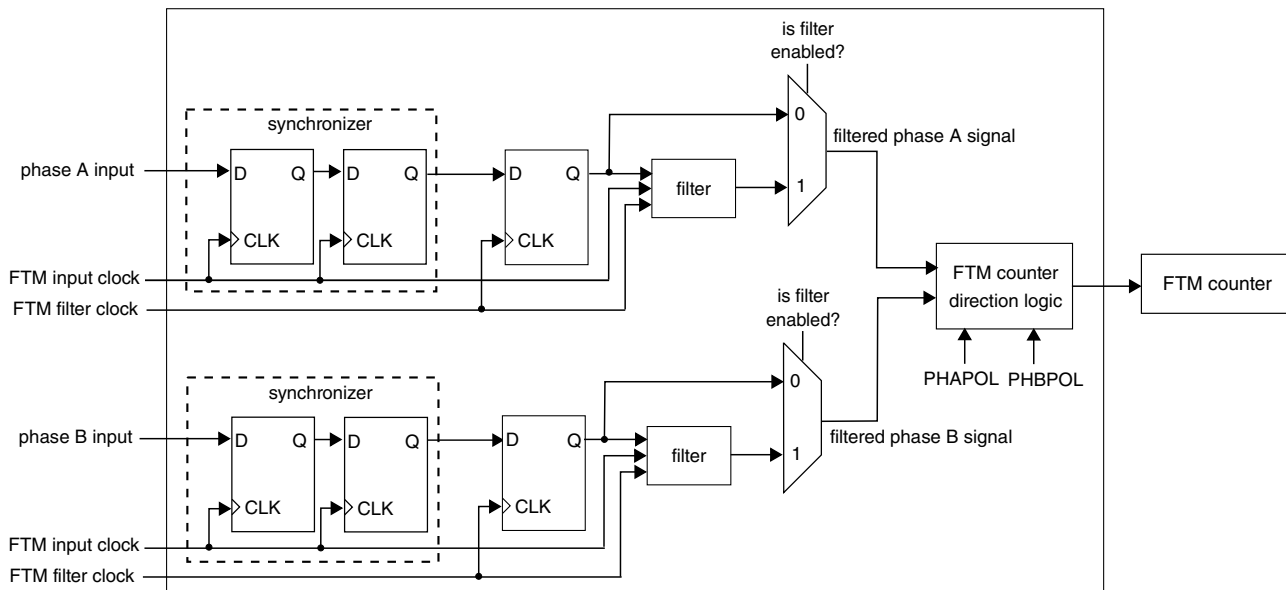 is filter
enabled?
synchronizer
0
filtered phase A signal
phase A input
D Q D Q D Q
filter
1
CLK CLK CLK
FTM input clock
FTM filter clock
FTM counter
direction logic
FTM counter
is filter
enabled?
PHAPOL PHBPOL
synchronizer
0
phase B input
D Q D Q D Q
filtered phase B signal
filter
1
CLK CLK CLK
FTM input clock
FTM filter clock